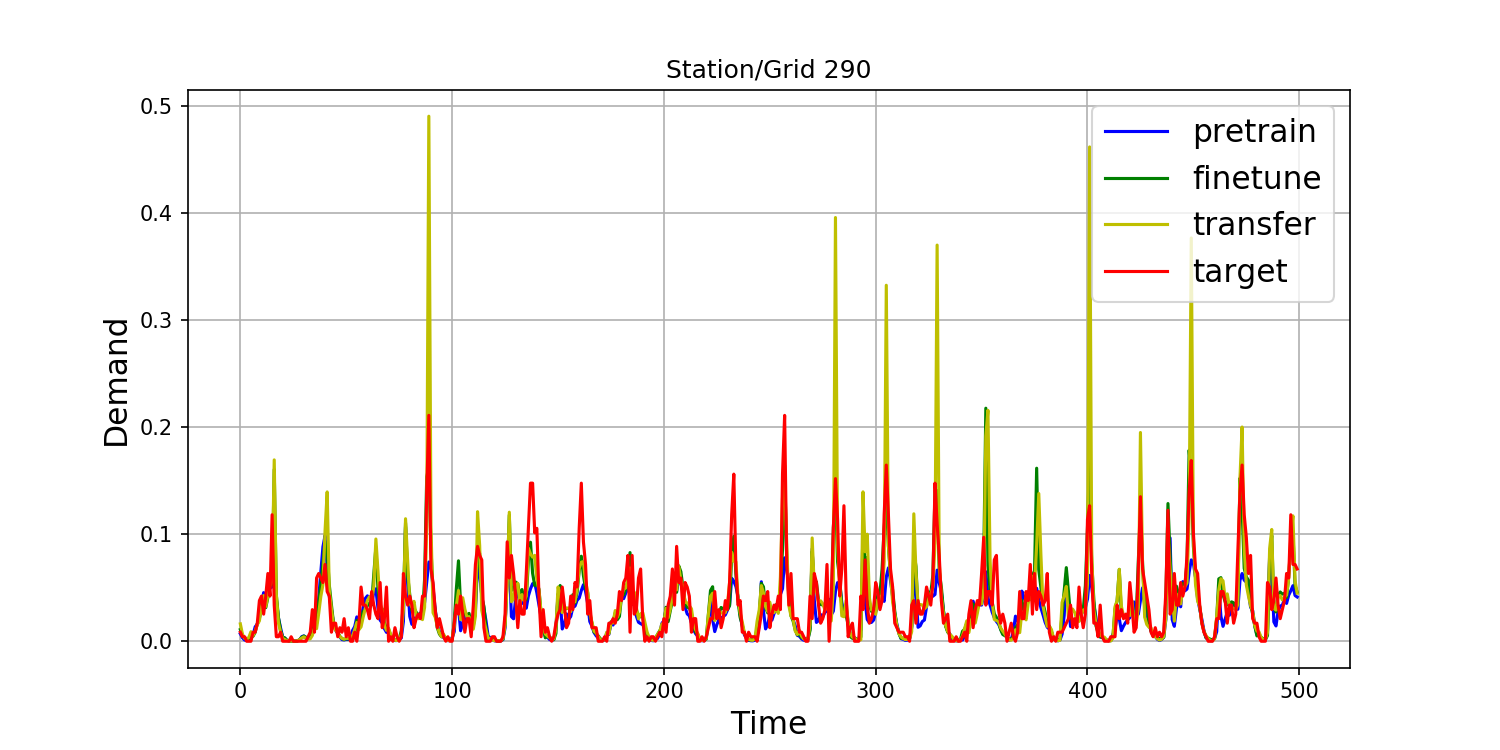 Station/Grid 290
0.5
0.4
0.3
0.2
0.1
0.0
Demand
pretrain
finetune
transfer
target
0 100 200 300 400 500
Time